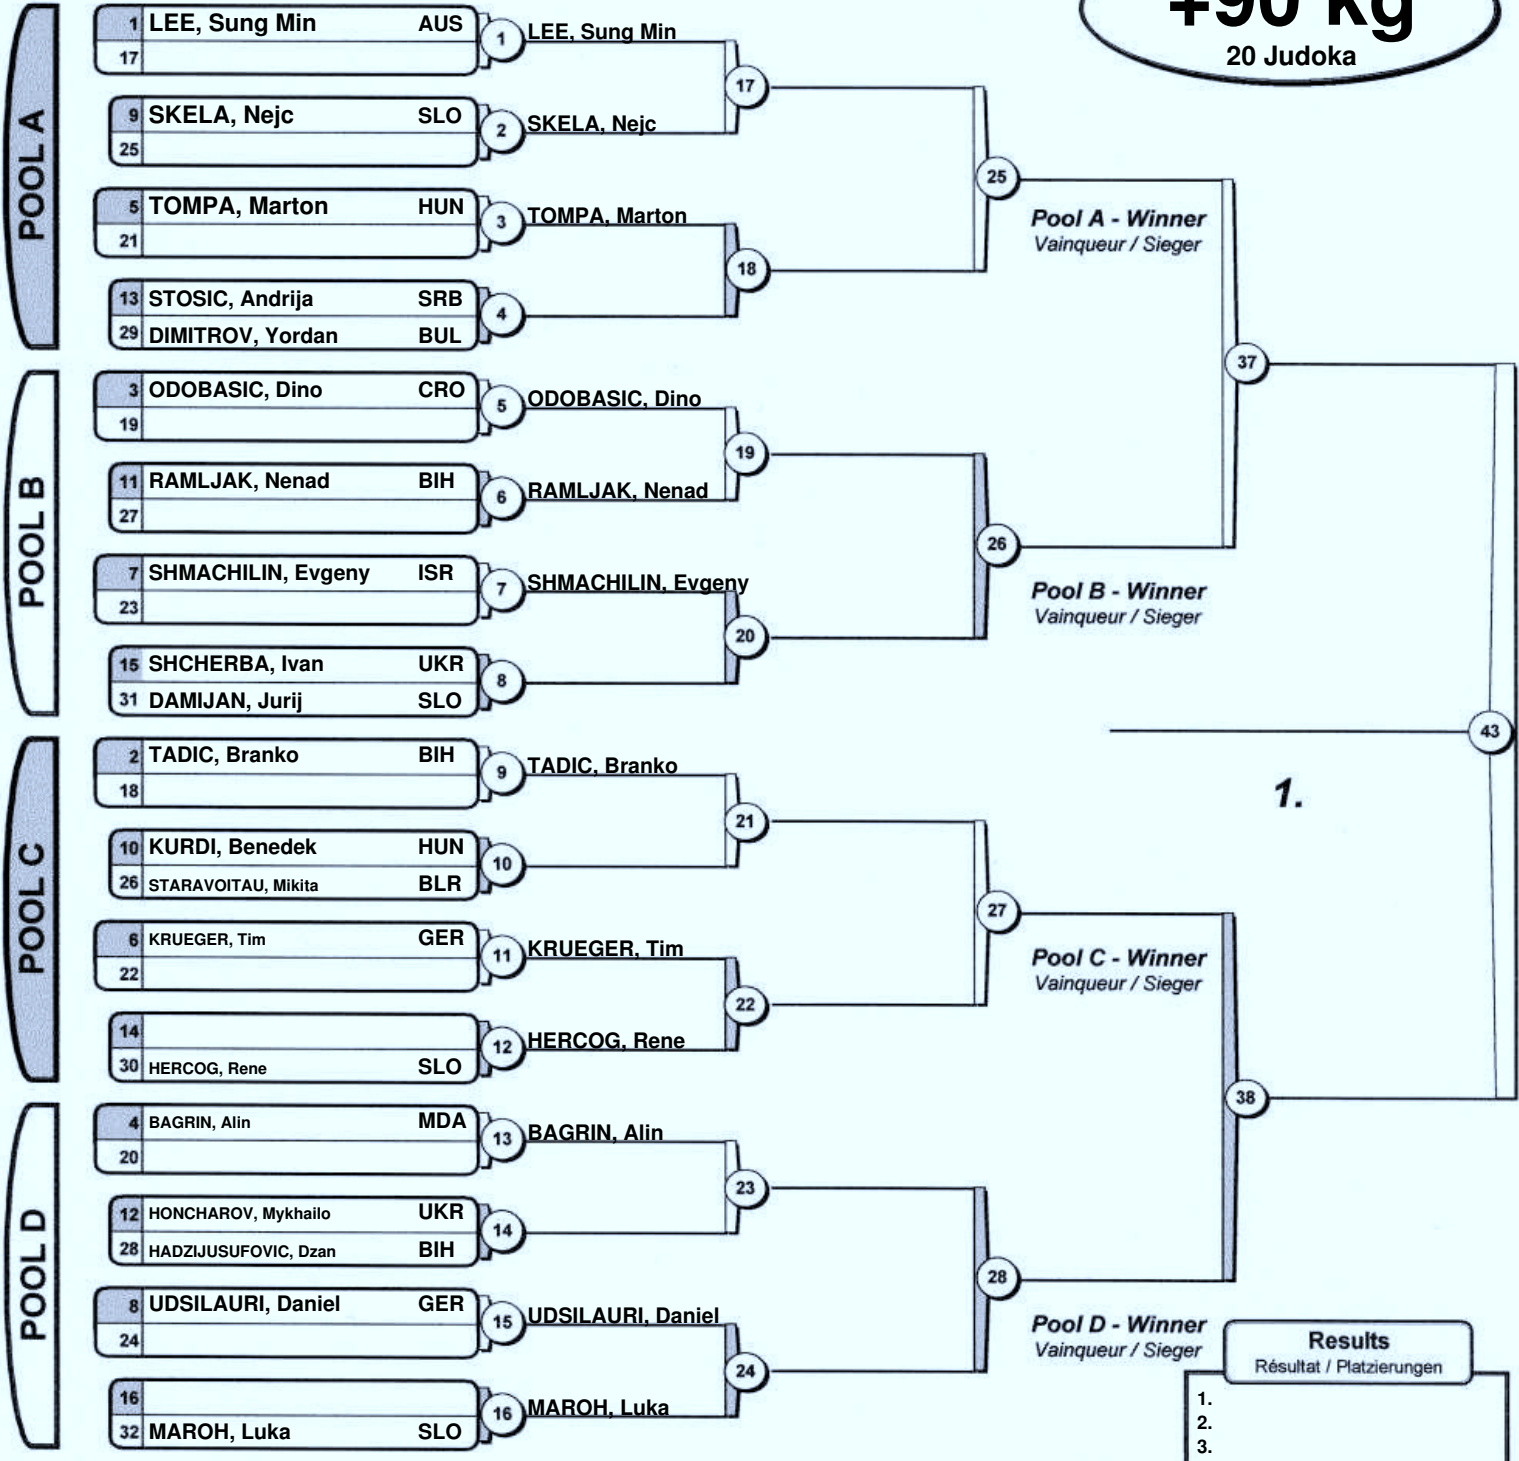 +90 kg
20 Judoka
POOL A
1 LEE, Sung Min AUS
17
1 LEE, Sung Min
9 SKELA, Nejc SLO
25
2 SKELA, Nejc
17
5 TOMPA, Marton HUN
21
3 TOMPA, Marton
13 STOSIC, Andrija SRB
29 DIMITROV, Yordan BUL
4
18
25
Pool A - Winner
Vainqueur / Sieger
POOL B
3 ODOBASIC, Dino CRO
19
5 ODOBASIC, Dino
11 RAMLJAK, Nenad BIH
27
6 RAMLJAK, Nenad
19
7 SHMACHILIN, Evgeny ISR
23
7 SHMACHILIN, Evgeny
15 SHCHERBA, Ivan UKR
31 DAMIJAN, Jurij SLO
8
20
26
Pool B - Winner
Vainqueur / Sieger
37
POOL C
2 TADIC, Branko BIH
18
9 TADIC, Branko
10 KURDI, Benedek HUN
26 STARAVOITAU, Mikita BLR
10
21
6 KRUEGER, Tim GER
22
11 KRUEGER, Tim
14
30 HERCOG, Rene SLO
12 HERCOG, Rene
22
27
Pool C - Winner
Vainqueur / Sieger
43
1.
POOL D
4 BAGRIN, Alin MDA
20
13 BAGRIN, Alin
12 HONCHAROV, Mykhailo UKR
28 HADZIJUSUFOVIC, Dzan BIH
14
23
8 UDSILAURI, Daniel GER
24
15 UDSILAURI, Daniel
16
32 MAROH, Luka SLO
16 MAROH, Luka
24
28
Pool D - Winner
Vainqueur / Sieger
38
Results
Résultat / Platzierungen
1.
2.
3.